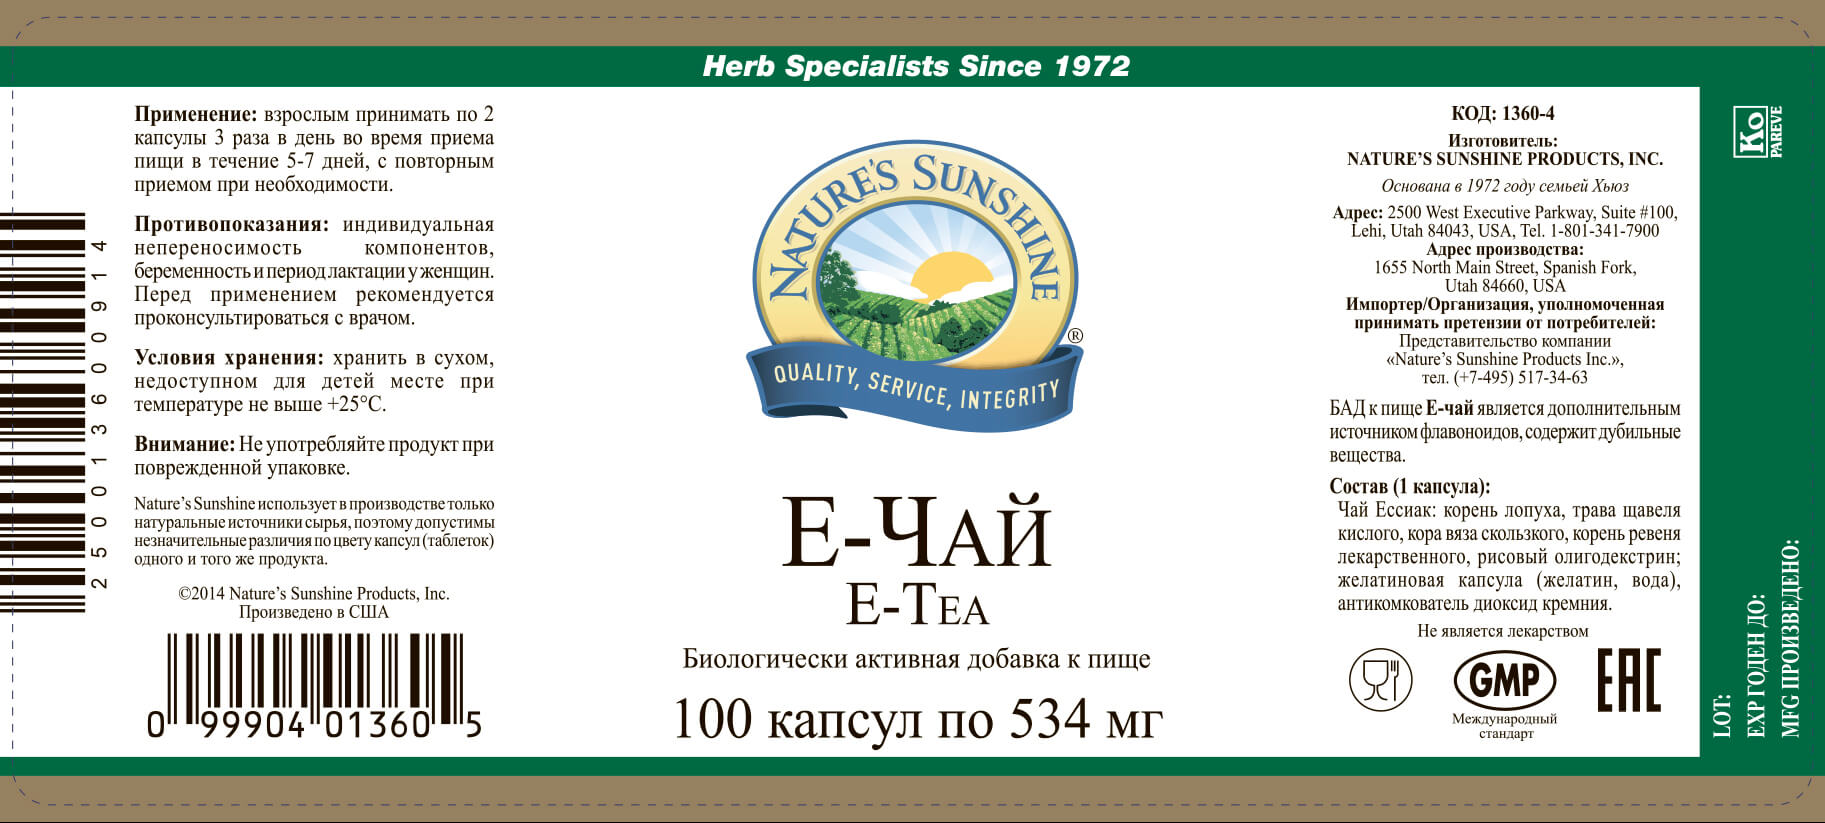 Herb Specialists Since 1972
Применение: взрослым принимать по 2
капсулы 3 раза в день во время приема
пищи в течение 5-7 дней, с повторным
приемом при необходимости.
Противопоказания: индивидуальная
непереносимость компонентов,
беременность и период лактации у женщин.
Перед применением рекомендуется
проконсультироваться с врачом.
Условия хранения: хранить в сухом,
недоступном для детей месте при
температуре не выше +25°С.
Внимание: Не употребляйте продукт при
поврежденной упаковке.
Nature's Sunshine использует в производстве только
натуральные источники сырья, поэтому допустимы
незначительные различия по цвету капсул (таблеток)
одного и того же продукта.
©2014 Nature's Sunshine Products, Inc.
Произведено в США
0 99904 01360 5
250013600914
NATURE'S SUNSHINE
®
QUALITY, SERVICE, INTEGRITY
Е-ЧАЙ
E-TEA
Биологически активная добавка к пище
100 капсул по 534 мг
КОД: 1360-4
Изготовитель:
NATURE'S SUNSHINE PRODUCTS, INC.
Основана в 1972 году семьей Хьюз
Адрес: 2500 West Executive Parkway, Suite #100,
Lehi, Utah 84043, USA, Tel. 1-801-341-7900
Адрес производства:
1655 North Main Street, Spanish Fork,
Utah 84660, USA
Импортер/Организация, уполномоченная
принимать претензии от потребителей:
Представительство компании
«Nature's Sunshine Products Inc.»,
тел. (+7-495) 517-34-63
БАД к пище Е-чай является дополнительным
источником флавоноидов, содержит дубильные
вещества.
Состав (1 капсула):
Чай Ессиак: корень лопуха, трава щавеля
кислого, кора вяза скользкого, корень ревеня
лекарственного, рисовый олигодекстрин;
желатиновая капсула (желатин, вода),
антикомкователь диоксид кремния.
Не является лекарством
GMP
Международный
стандарт
EAC
Ko
PAREVE
LOT:
EXP ГОДЕН ДО:
MFG ПРОИЗВЕДЕНО: